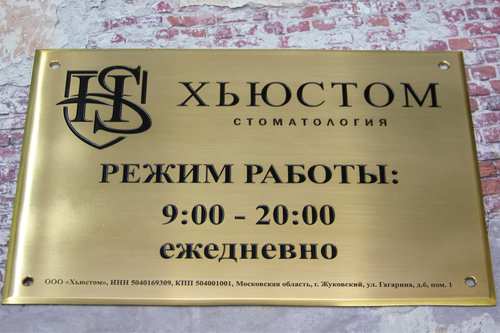 HS
ХЬЮСТОМ
СТОМАТОЛОГИЯ
РЕЖИМ РАБОТЫ:
9:00 - 20:00
ежедневно
ООО «Хьюстом», ИНН 5040169309, КПП 504001001, Московская область, г. Жуковский, ул. Гагарина, д.6, пом. 1